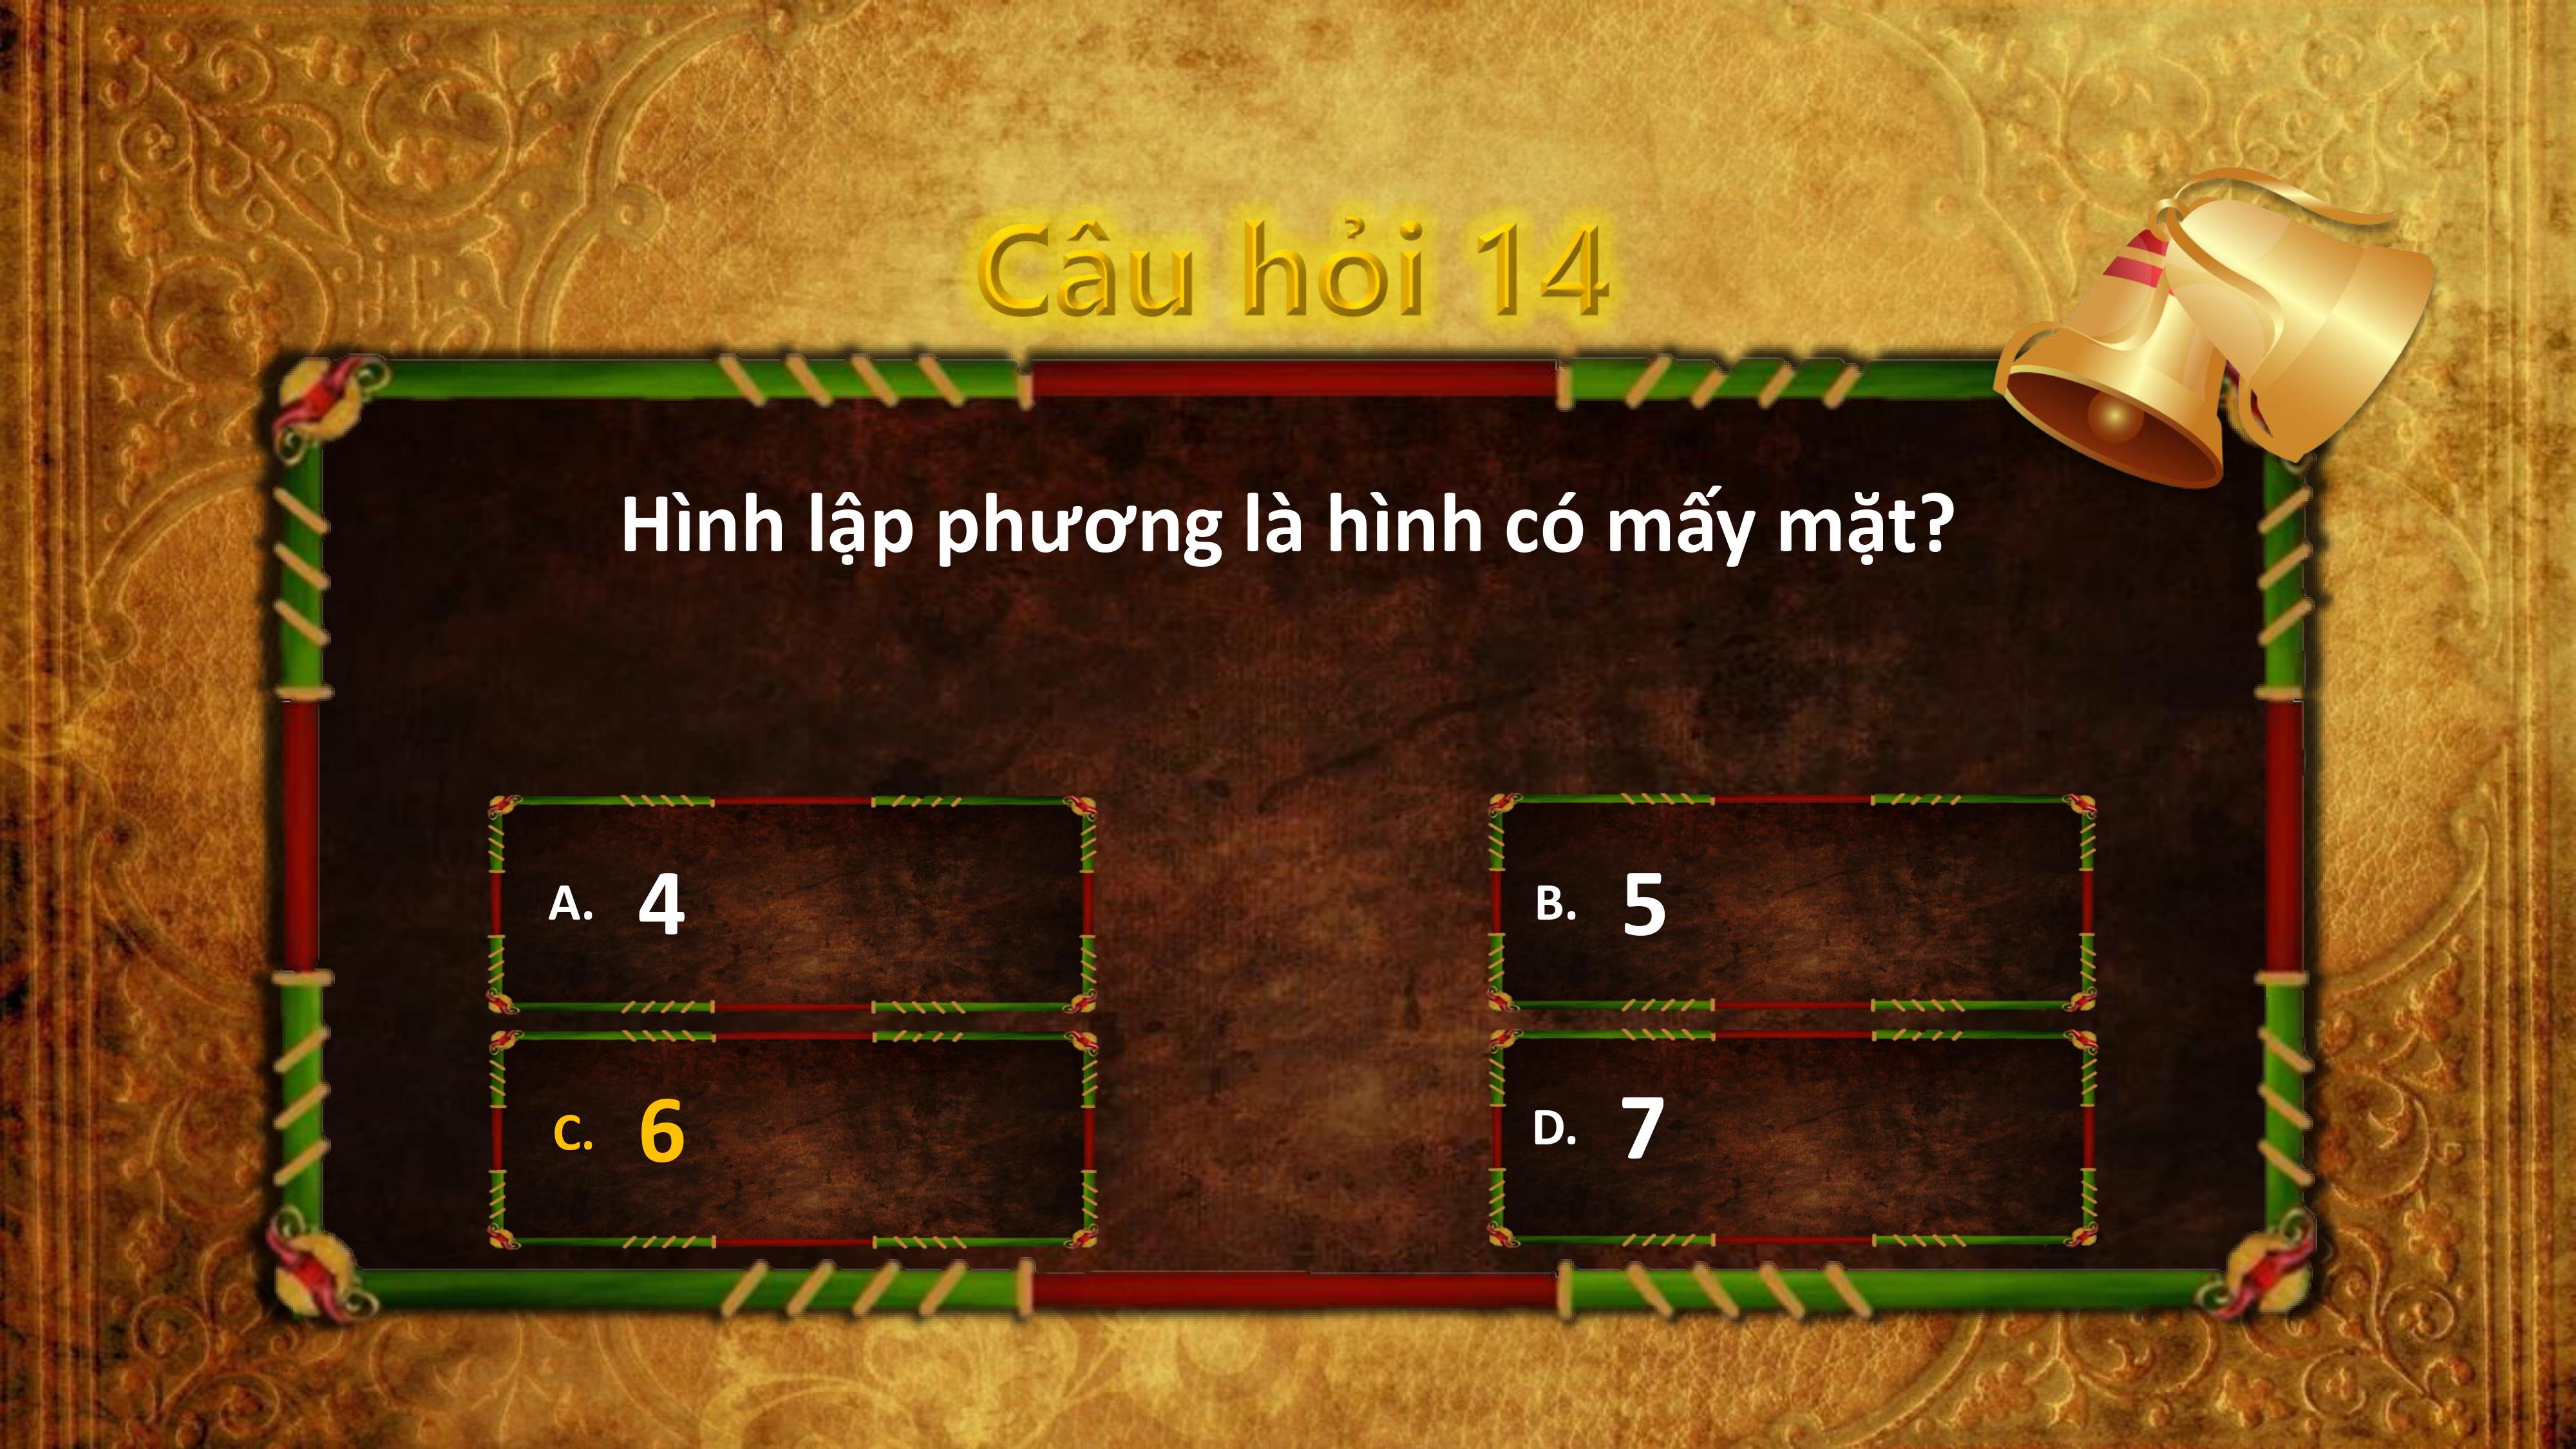 Câu hỏi 14
Hình lập phương là hình có mấy mặt?
A. 4
B. 5
C. 6
D. 7